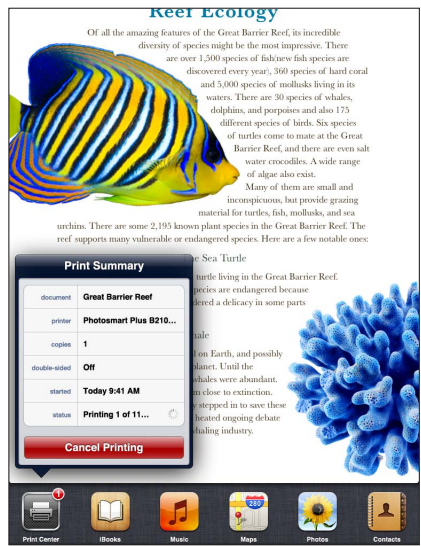 Reef Ecology
Of all the amazing features of the Great Barrier Reef, its incredible
diversity of species might be the most impressive. There
are over 1,500 species of fish(new fish species are
discovered every year), 360 species of hard coral
and 5,000 species of mollusks living in its
waters. There are 30 species of whales,
dolphins, and porpoises and also 175
different species of birds. Six species
of turtles come to mate at the Great
Barrier Reef, and there are even salt
water crocodiles. A wide range
of algae also exist.
Many of them are small and
inconspicuous, but provide grazing
material for turtles, fish, mollusks, and sea
urchins. There are some 2,195 known plant species in the Great Barrier Reef. The
reef supports many vulnerable or endangered species. Here are a few notable ones:
The Sea Turtle
turtle living in the Great Barrier Reef.
species are endangered because
dered a delicacy in some parts
hale
l on Earth, and possibly
planet. Until the
whales were abundant.
m close to extinction.
y stepped in to save these
heated ongoing debate
whaling industry.
Print Summary
document Great Barrier Reef
printer Photosmart Plus B210...
copies 1
double-sided Off
started Today 9:41 AM
status Printing 1 of 11...
Cancel Printing
1
280
Print Center iBooks Music Maps Photos Contacts